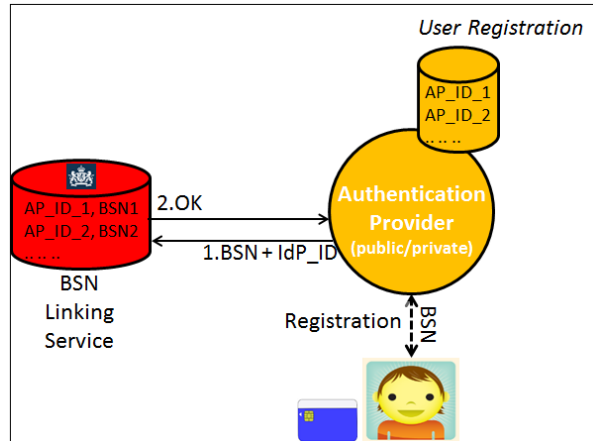 User Registration
AP_ID_1
AP_ID_2
.. .. ..
Authentication
Provider
(public/private)
AP_ID_1, BSN1
AP_ID_2, BSN2
.. .. ..
2.OK
1.BSN + IdP_ID
BSN
Linking
Service
Registration
BSN